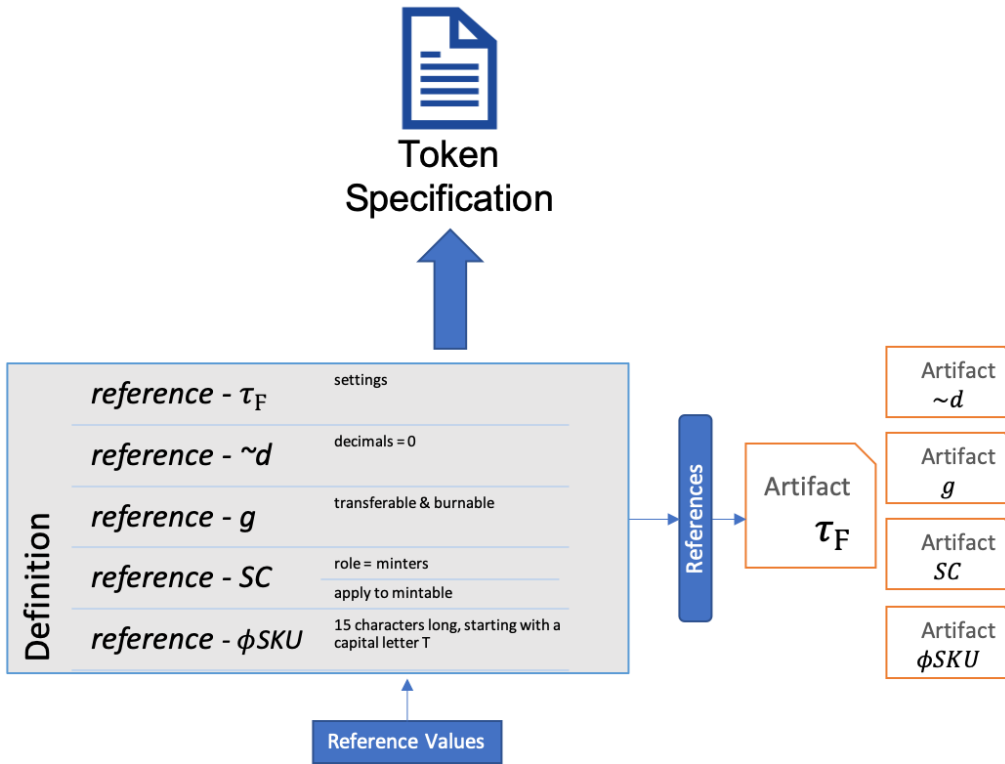 Token
Specification
Definition
reference - τF
settings
reference - ~d
decimals = 0
reference - g
transferable & burnable
reference - SC
role = minters
apply to mintable
reference - ϕSKU
15 characters long, starting with a
capital letter T
Reference Values
References
Artifact
τF
Artifact
~d
Artifact
g
Artifact
SC
Artifact
ϕSKU